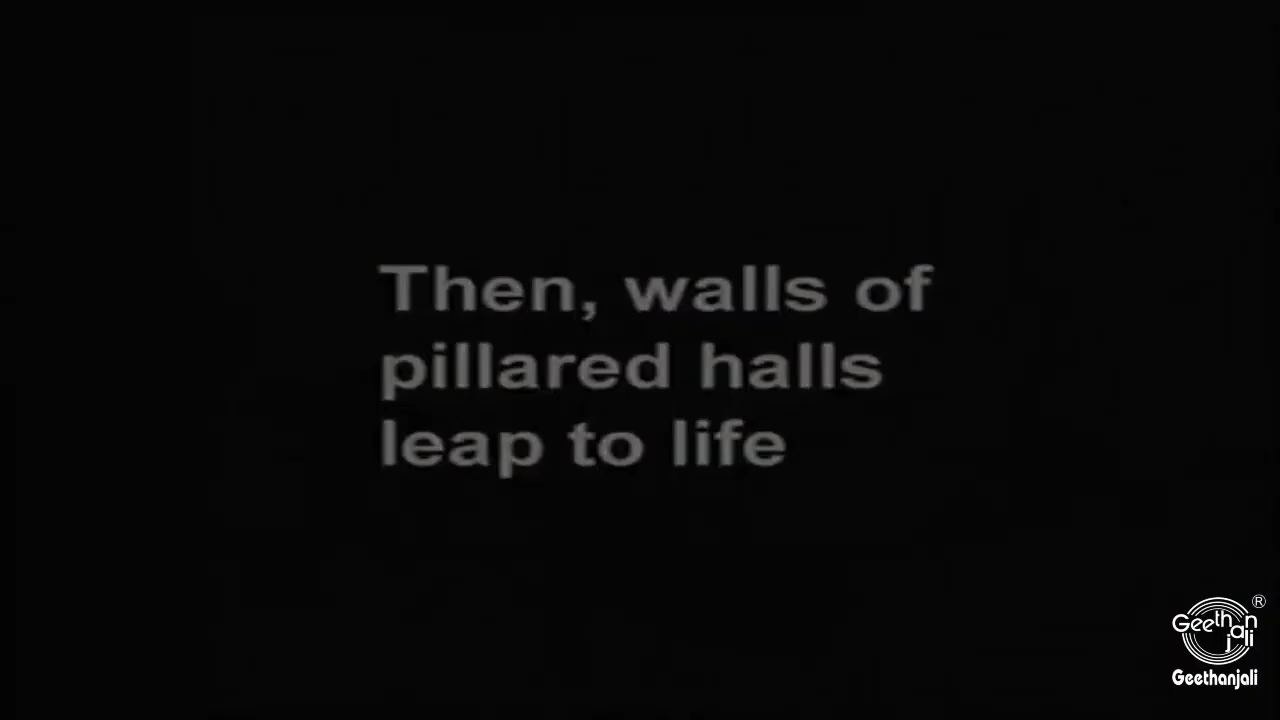 Then, walls of
pillared halls
leap to life
Geethanjali ®
Geethanjali